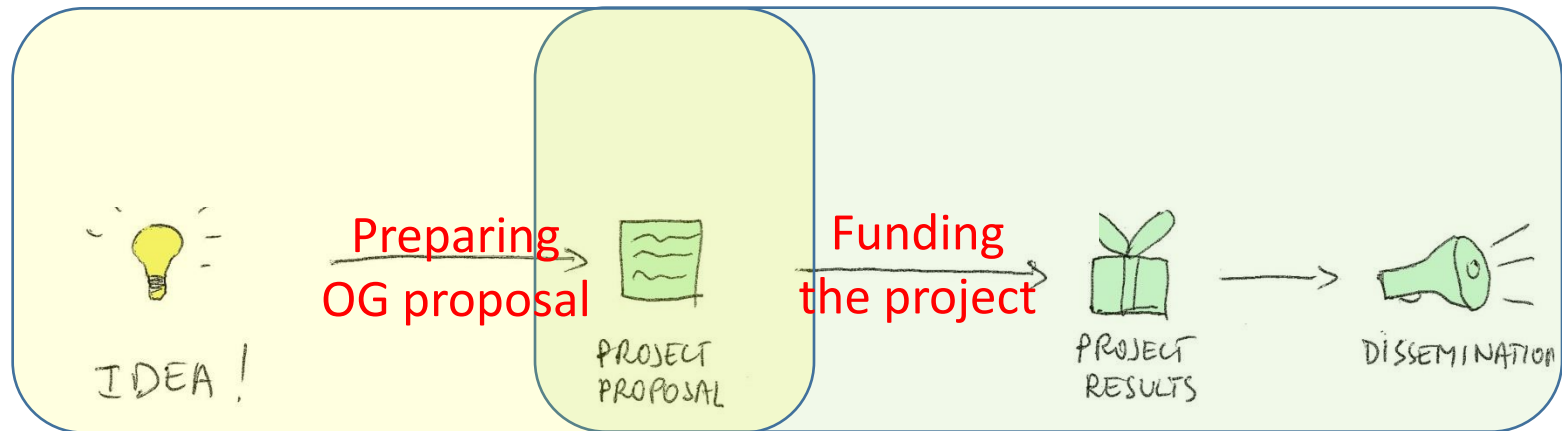 Preparing
OG proposal
Funding
the project
IDEA!
PROJECT
PROPOSAL
PROJECT
RESULTS
DISSEMINATION